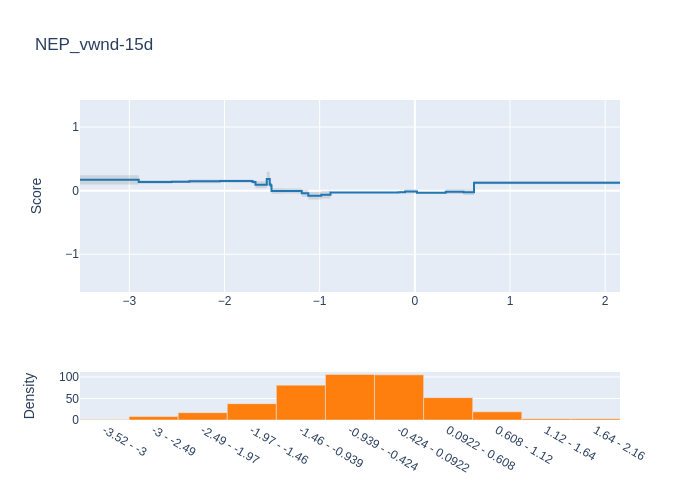 NEP_vwnd-15d
Score
1
0
−1
−3
−2
−1
0
1
2
Density
100
50
0
-3.52 - -3
-3 - -2.49
-2.49 - -1.97
-1.97 - -1.46
-1.46 - -0.939
-0.939 - -0.424
-0.424 - 0.0922
0.0922 - 0.608
0.608 - 1.12
1.12 - 1.64
1.64 - 2.16